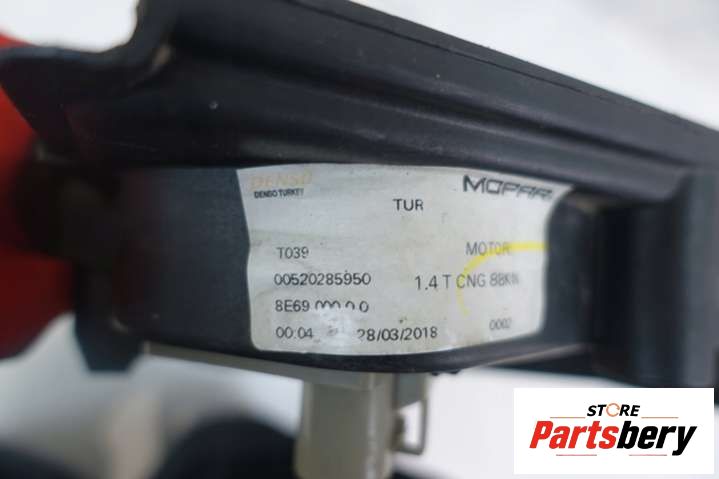 DENSO MOPAR
DENSO TURKEY
TUR
T039 MOTOR
00520285950 1.4 T CNG 88KW
8E69
00:04 28/03/2018 0002
STORE
Partsbery